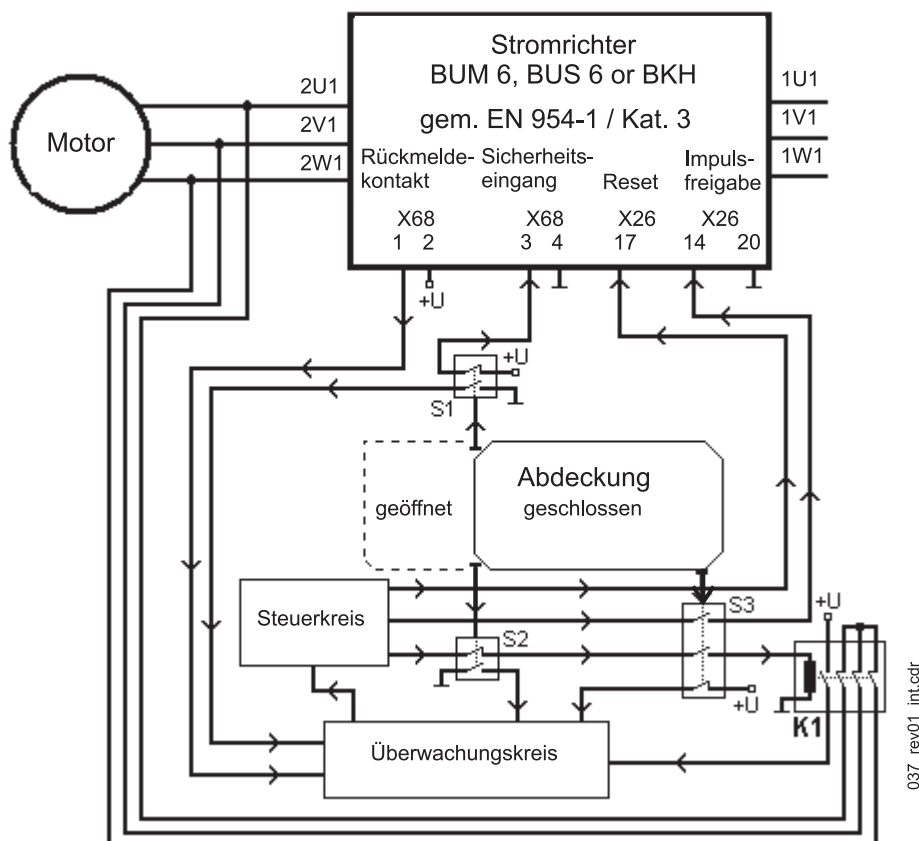 Stromrichter
BUM 6, BUS 6 or BKH
gem. EN 954-1 / Kat. 3
2U1
2V1
2W1
1U1
1V1
1W1
Motor
Rückmelde-
kontakt
Sicherheits-
eingang
Reset
Impuls-
freigabe
X68
X68
X26
X26
1 2
3 4
17
14 20
+U
+U
S1
geöffnet
Abdeckung
geschlossen
Steuerkreis
S2
S3
+U
+U
K1
Überwachungskreis
037_rev01_int.cdr